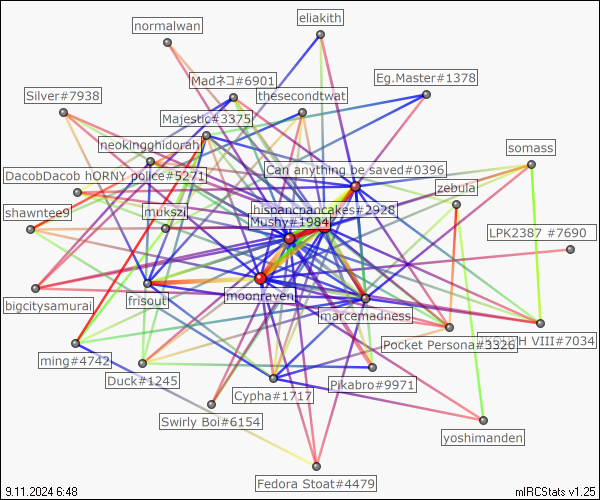 eliakith
normalwan
Eg.Master#1378
Madネコ#6901
Silver#7938
thesecondtwat
Majestic#3375
neokingghidorah
somass
Can anything be saved#0396
DacobDacob hORNY police#5271
zebula
shawntee9
mukszi
hispancpancakes#2928
Mushy#1984
LPK2387 #7690
moonraven
frisout
bigcitysamurai
marcemadness
VIII#7034
Pocket Persona#3326
ming#4742
Duck#1245
Pikabro#9971
Cypha#1717
Swirly Boi#6154
yoshimanden
Fedora Stoat#4479
9.11.2024 6:48
mIRCStats v1.25